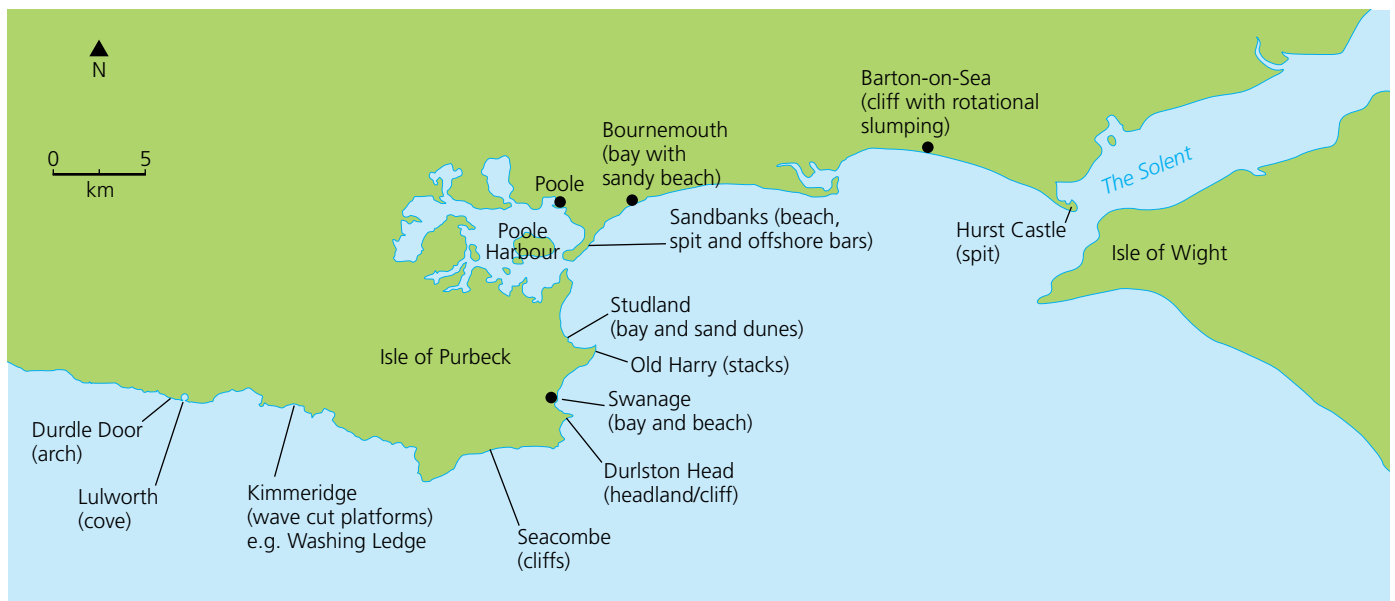 N
0 5
km
Barton-on-Sea
(cliff with rotational
slumping)
Bournemouth
(bay with
sandy beach)
The Solent
Poole
Poole
Harbour
Sandbanks (beach,
spit and offshore bars)
Hurst Castle
(spit)
Isle of Wight
Studland
(bay and sand dunes)
Isle of Purbeck
Old Harry (stacks)
Swanage
(bay and beach)
Durdle Door
(arch)
Durlston Head
(headland/cliff)
Lulworth
(cove)
Kimmeridge
(wave cut platforms)
e.g. Washing Ledge
Seacombe
(cliffs)